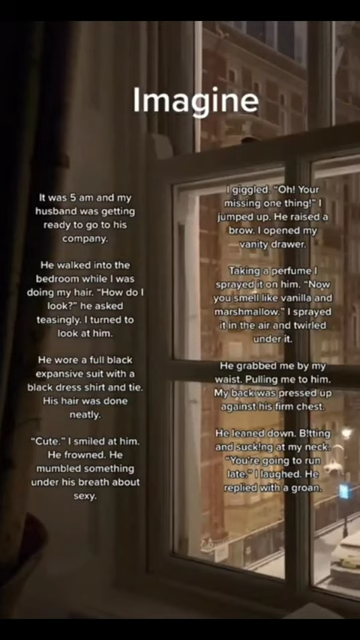 Imagine
It was 5 am and my
husband was getting
ready to go to his
company.
He walked into the
bedroom while I was
doing my hair. “How do I
look?” he asked
teasingly. I turned to
look at him.
He wore a full black
expansive suit with a
black dress shirt and tie.
His hair was done
neatly.
“Cute.” I smiled at him.
He frowned. He
mumbled something
under his breath about
sexy.
I giggled. “Oh! Your
missing one thing!” I
jumped up. He raised a
brow. I opened my
vanity drawer.
Taking a perfume I
sprayed it on him. “Now
you smell like vanilla and
marshmallow.” I sprayed
it in the air and twirled
under it.
He grabbed me by my
waist. Pulling me to him.
My back was pressed up
against his firm chest.
He leaned down. B!tting
and suck!ng at my neck.
“You’re going to run
late.” I laughed. He
replied with a groan.